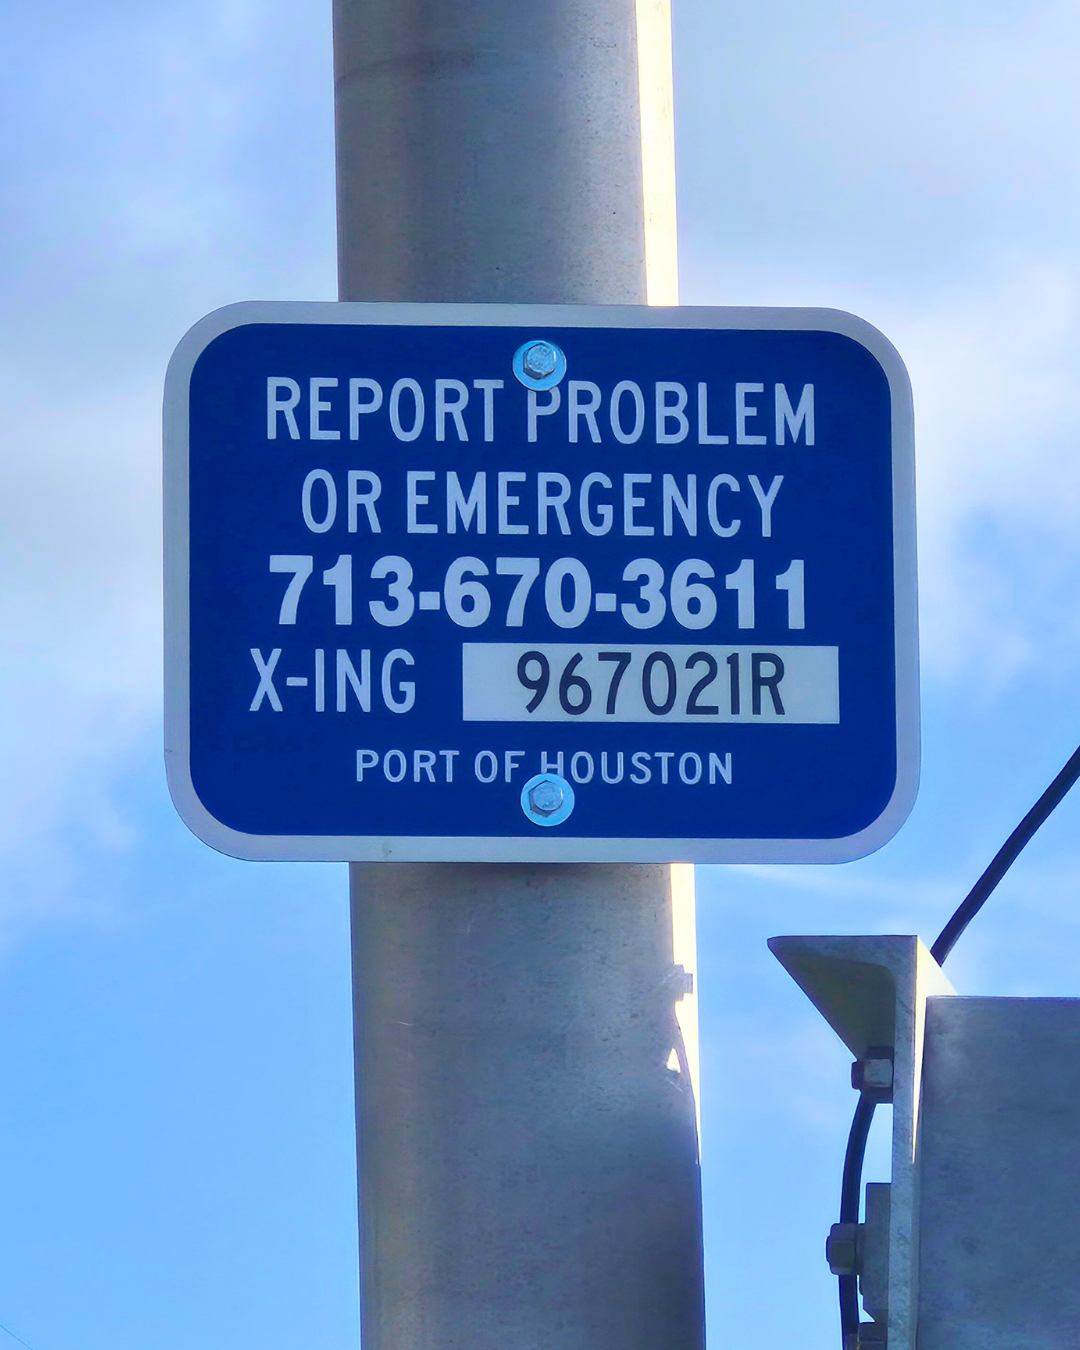 REPORT PROBLEM
OR EMERGENCY
713-670-3611
X-ING 967021R
PORT OF HOUSTON